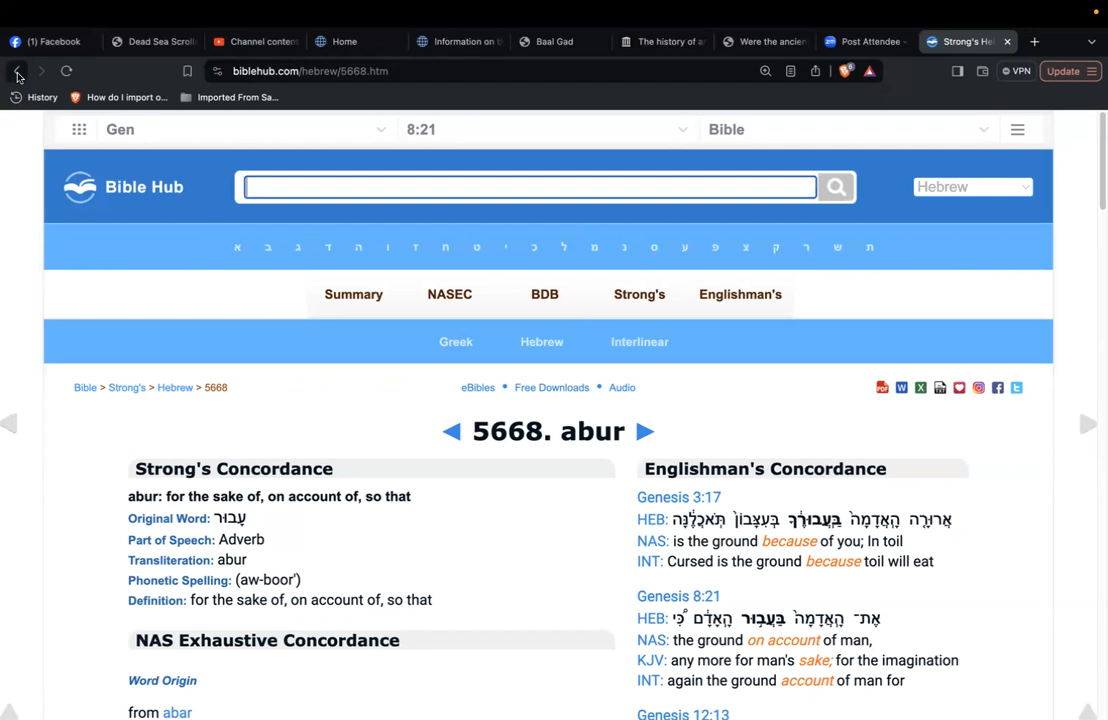 (1) Facebook
Dead Sea Scroll
Channel content
Home
Information on t
Baal Gad
The history of a
Were the ancien
Post Attendee -
Strong's He
biblehub.com/hebrew/5668.htm
6
VPN
Update
History
How do I import o...
Imported From Sa...
Gen
8:21
Bible
Bible Hub
Hebrew
א ב ג ד ה ו ז ח ט י כ ל מ נ ס ע פ צ ק ר ש ת
Summary
NASEC
BDB
Strong's
Englishman's
Greek
Hebrew
Interlinear
Bible > Strong's > Hebrew > 5668
eBibles • Free Downloads • Audio
5668. abur
Strong's Concordance
abur: for the sake of, on account of, so that
Original Word: עָבוּר
Part of Speech: Adverb
Transliteration: abur
Phonetic Spelling: (aw-boor')
Definition: for the sake of, on account of, so that
NAS Exhaustive Concordance
Word Origin
from abar
Englishman's Concordance
Genesis 3:17
HEB: אֲרוּרָ֤ה הָֽאֲדָמָה֙ בַּֽעֲבוּרֶ֔ךָ בְּעִצָּבוֹן֙ תֹּֽאכֲלֶ֔נָּה
NAS: is the ground because of you; In toil
INT: Cursed is the ground because toil will eat
Genesis 8:21
HEB: אֶת־ הָֽאֲדָמָה֙ בַּעֲב֣וּר הָֽאָדָ֔ם כִּ֠י
NAS: the ground on account of man,
KJV: any more for man's sake; for the imagination
INT: again the ground account of man for
Genesis 12:13